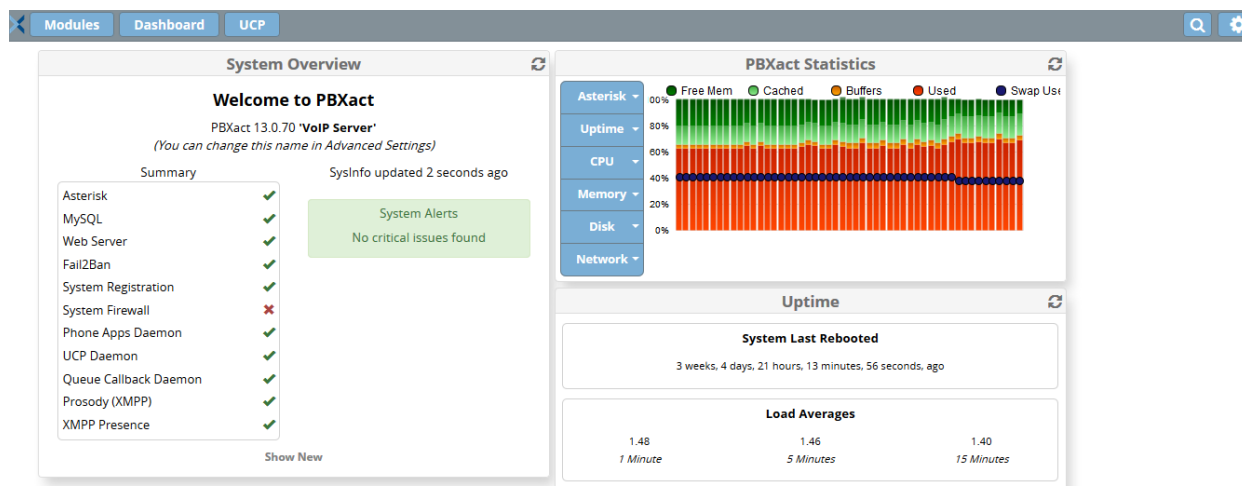 Modules Dashboard UCP
System Overview
Welcome to PBXact
PBXact 13.0.70 'VoIP Server'
(You can change this name in Advanced Settings)
Summary
SysInfo updated 2 seconds ago
Asterisk
MySQL
Web Server
Fail2Ban
System Registration
System Firewall
Phone Apps Daemon
UCP Daemon
Queue Callback Daemon
Prosody (XMPP)
XMPP Presence
System Alerts
No critical issues found
Show New
PBXact Statistics
Asterisk
Uptime
CPU
Memory
Disk
Network
Free Mem Cached Buffers Used Swap Use
00%
80%
60%
40%
20%
0%
Uptime
System Last Rebooted
3 weeks, 4 days, 21 hours, 13 minutes, 56 seconds, ago
Load Averages
1.48 1.46 1.40
1 Minute 5 Minutes 15 Minutes